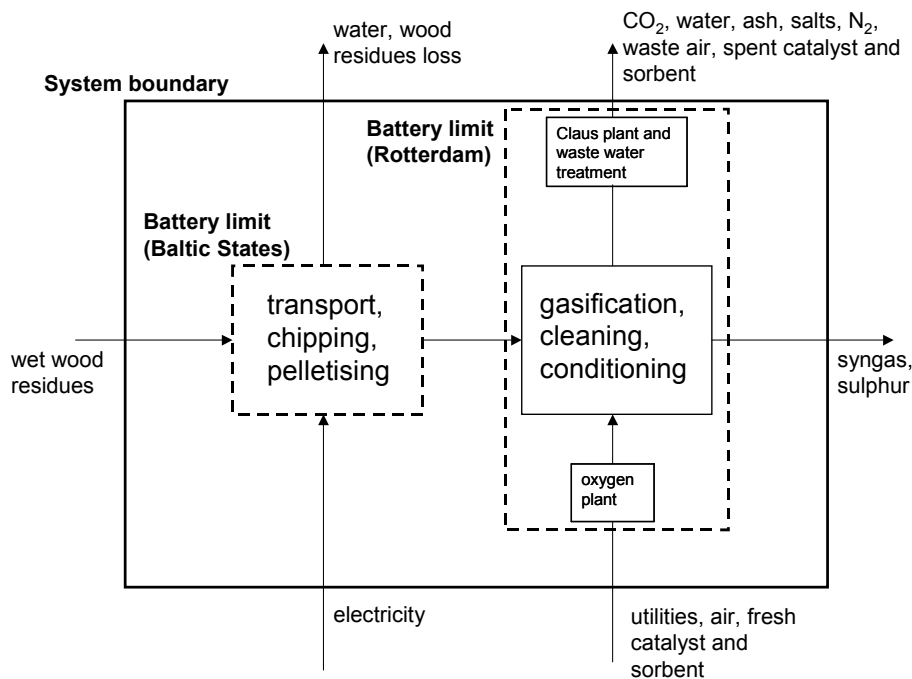 water, wood
residues loss
CO2, water, ash, salts, N2,
waste air, spent catalyst and
sorbent
System boundary
Battery limit
(Rotterdam)
Claus plant and
waste water
treatment
Battery limit
(Baltic States)
transport,
chipping,
pelletising
gasification,
cleaning,
conditioning
wet wood
residues
syngas,
sulphur
oxygen
plant
electricity
utilities, air, fresh
catalyst and
sorbent